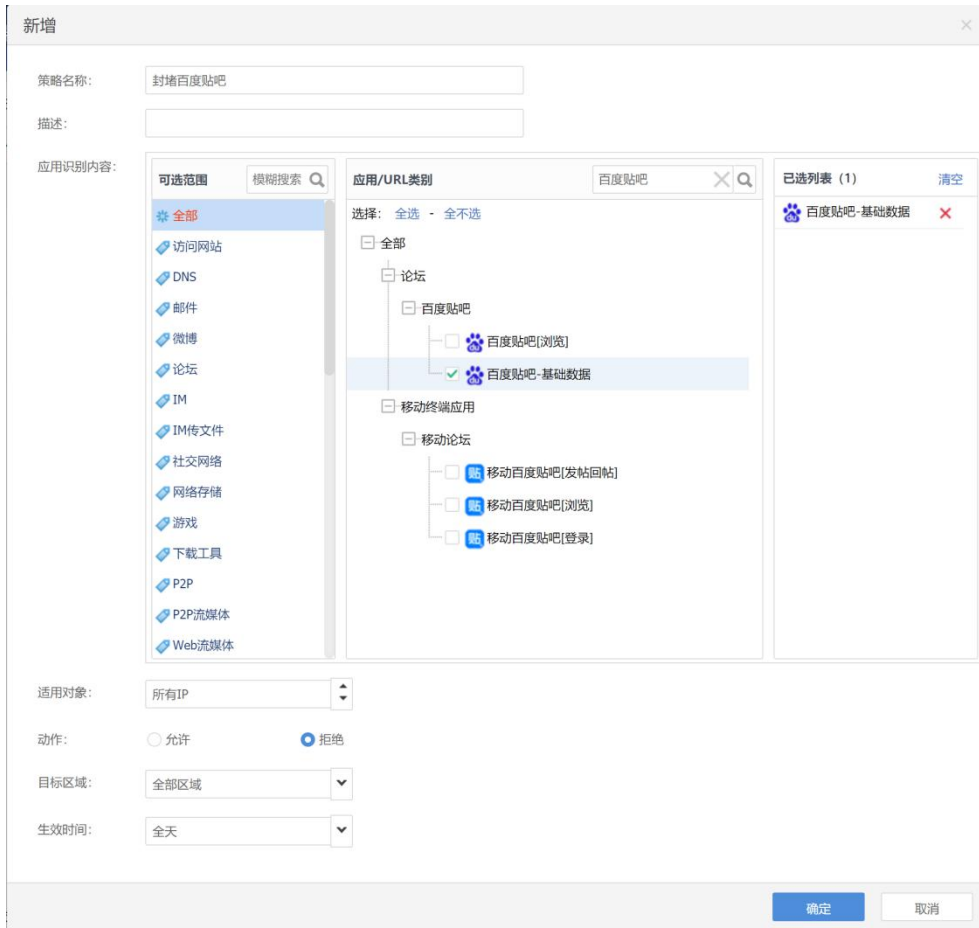 新增
策略名称:
封堵百度贴吧
描述:
应用识别内容:
可选范围
模糊搜索
全部
访问网站
DNS
邮件
微博
论坛
IM
IM传文件
社交网络
网络存储
游戏
下载工具
P2P
P2P流媒体
Web流媒体
应用/URL类别
百度贴吧
选择: 全选 - 全不选
全部
论坛
百度贴吧
百度贴吧[浏览]
百度贴吧-基础数据
移动终端应用
移动论坛
移动百度贴吧[发帖回帖]
移动百度贴吧[浏览]
移动百度贴吧[登录]
已选列表（1）
清空
百度贴吧-基础数据
适用对象:
所有IP
动作:
允许
拒绝
目标区域:
全部区域
生效时间:
全天
确定
取消